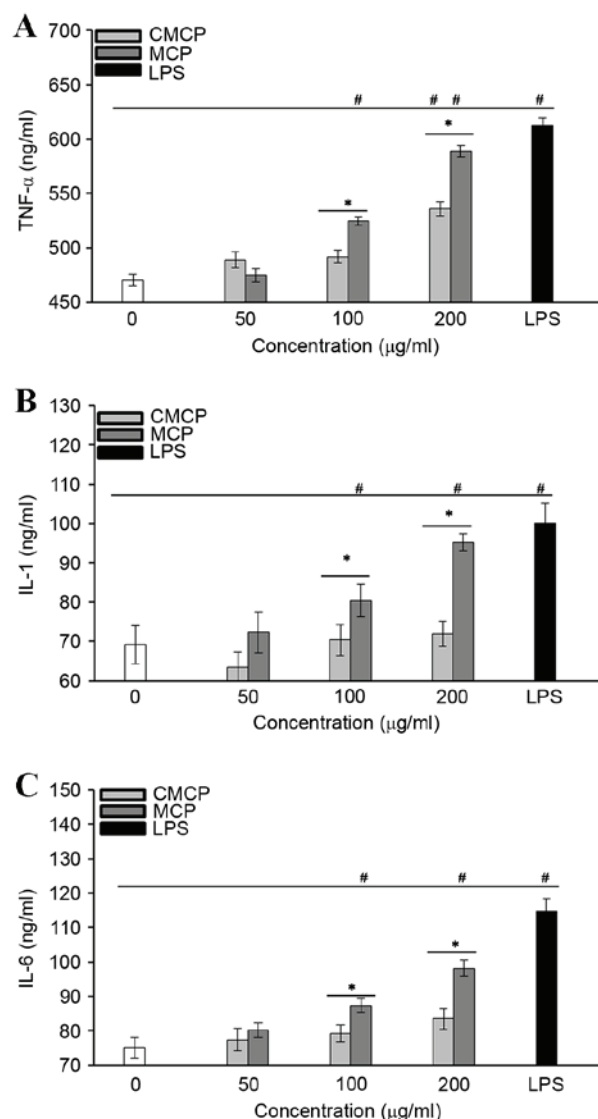 A
700
CMCP
MCP
LPS
# # # #
650
*
600
TNF-α (ng/ml)
550
*
500
450
0 50 100 200 LPS
Concentration (μg/ml)
B
130
CMCP
MCP
LPS
120
110
# # #
*
100
IL-1 (ng/ml)
90
*
80
70
60
0 50 100 200 LPS
Concentration (μg/ml)
C
150
CMCP
MCP
LPS
140
130
# # #
120
110
IL-6 (ng/ml)
*
100
90
*
80
70
0 50 100 200 LPS
Concentration (μg/ml)